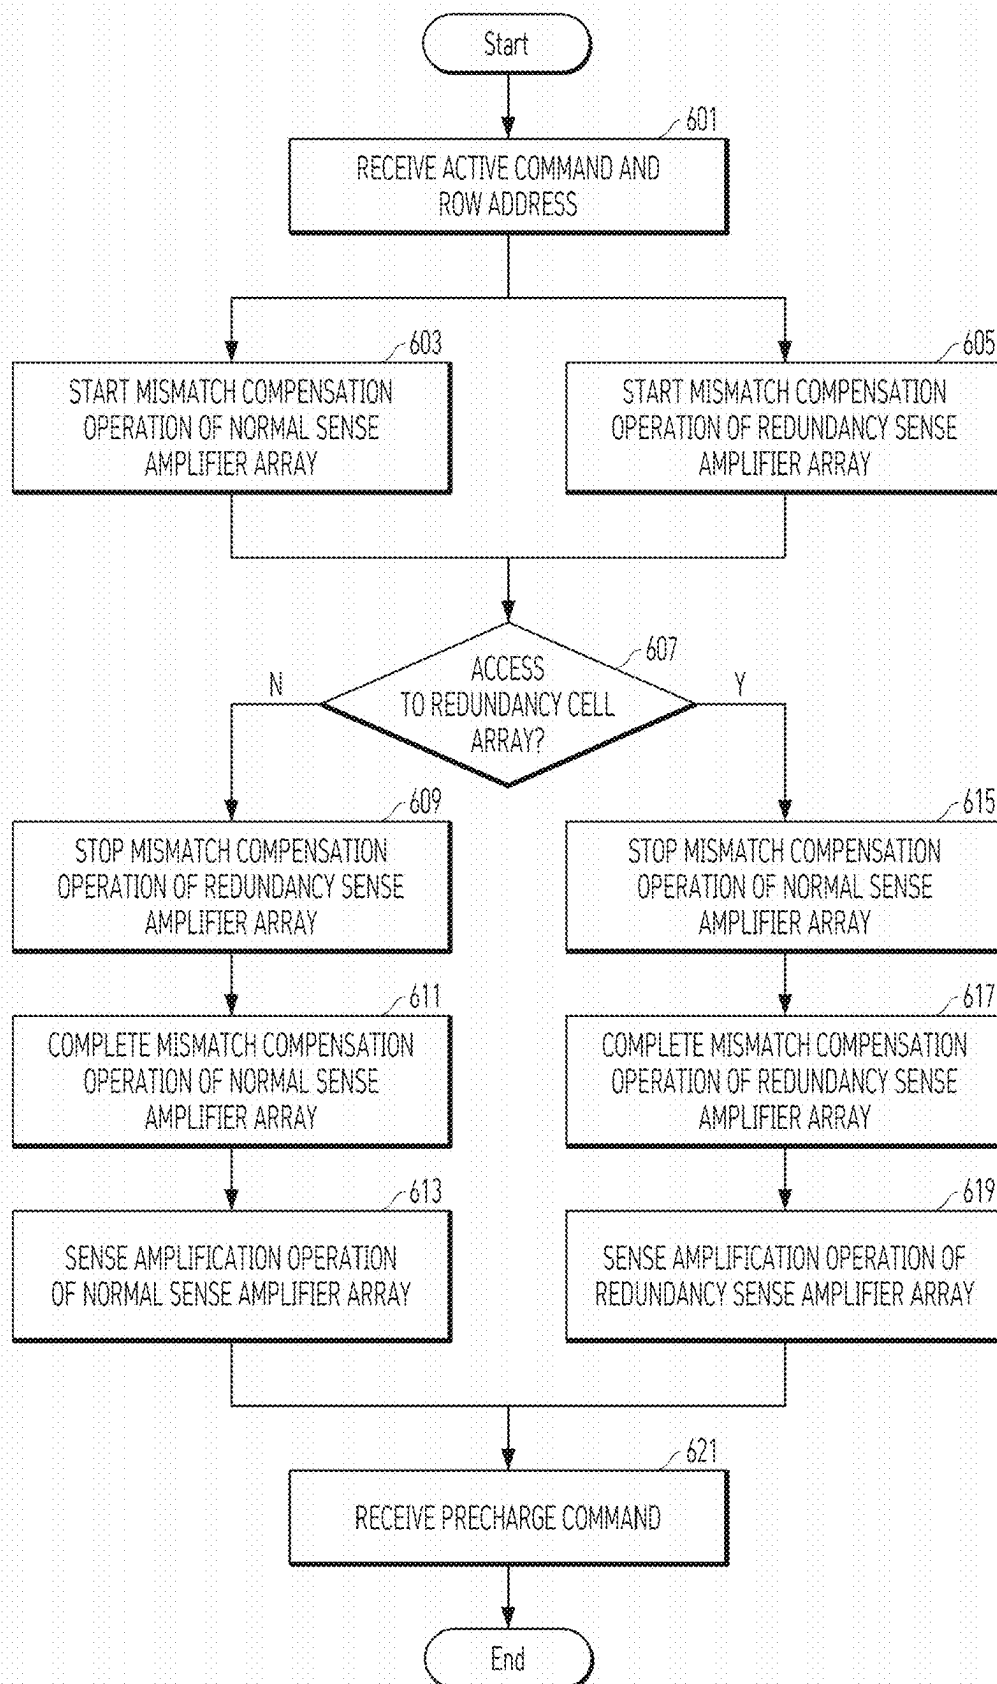 Start
601
RECEIVE ACTIVE COMMAND AND
ROW ADDRESS
603
START MISMATCH COMPENSATION
OPERATION OF NORMAL SENSE
AMPLIFIER ARRAY
605
START MISMATCH COMPENSATION
OPERATION OF REDUNDANCY SENSE
AMPLIFIER ARRAY
607
ACCESS
TO REDUNDANCY CELL
ARRAY?
N
Y
609
STOP MISMATCH COMPENSATION
OPERATION OF REDUNDANCY SENSE
AMPLIFIER ARRAY
615
STOP MISMATCH COMPENSATION
OPERATION OF NORMAL SENSE
AMPLIFIER ARRAY
611
COMPLETE MISMATCH COMPENSATION
OPERATION OF NORMAL SENSE
AMPLIFIER ARRAY
617
COMPLETE MISMATCH COMPENSATION
OPERATION OF REDUNDANCY SENSE
AMPLIFIER ARRAY
613
SENSE AMPLIFICATION OPERATION
OF NORMAL SENSE AMPLIFIER ARRAY
619
SENSE AMPLIFICATION OPERATION OF
REDUNDANCY SENSE AMPLIFIER ARRAY
621
RECEIVE PRECHARGE COMMAND
End